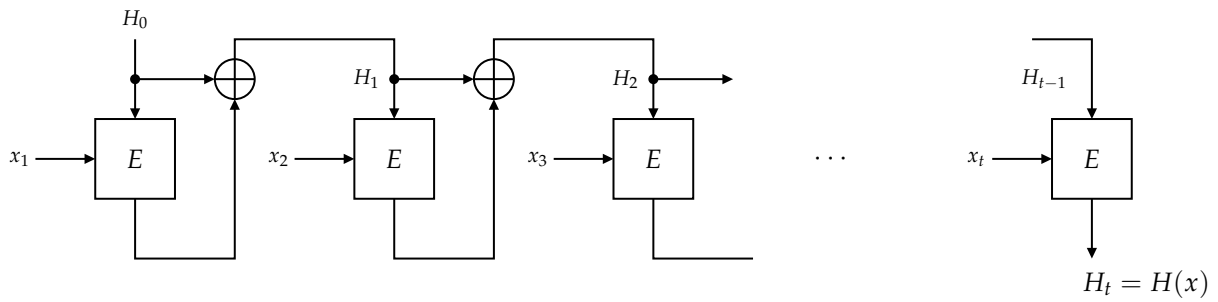 H₀
H₁
H₂
Hₜ₋₁
x₁
E
x₂
E
x₃
E
· · ·
xₜ
E
Hₜ = H(x)